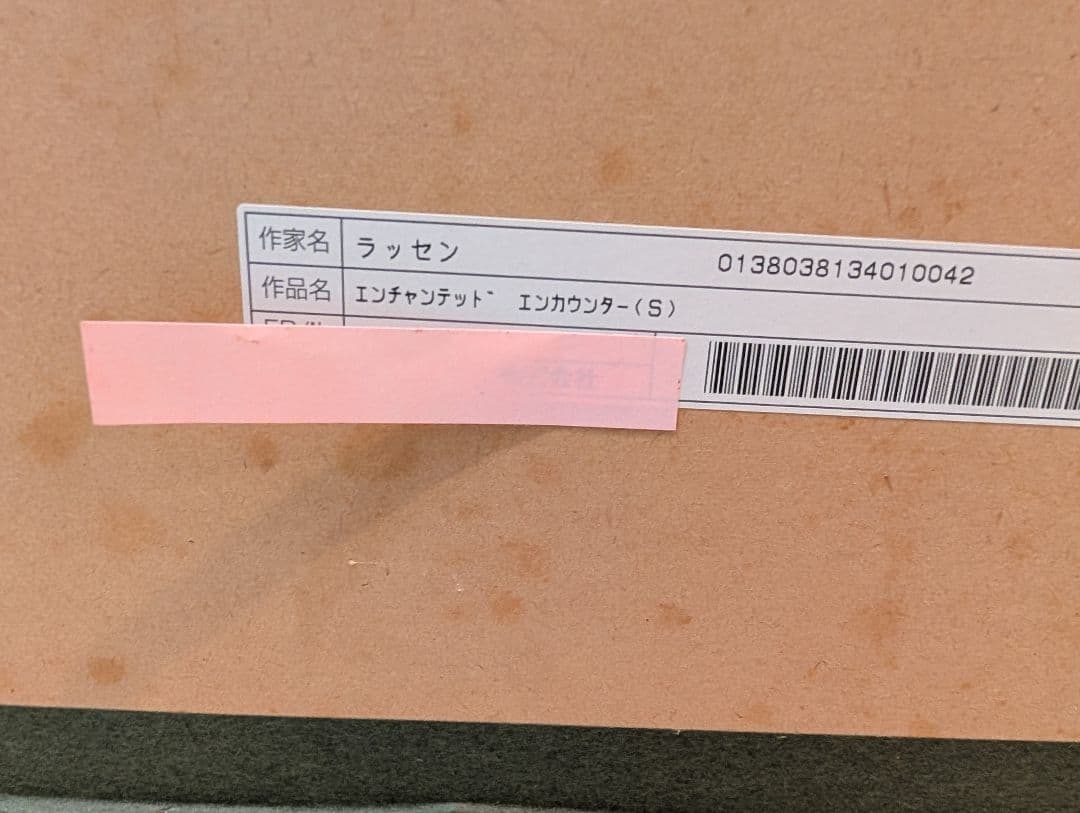 作家名 ラッセン 0138038134010042
作品名 エンチャンテッド エンカウンター(S)